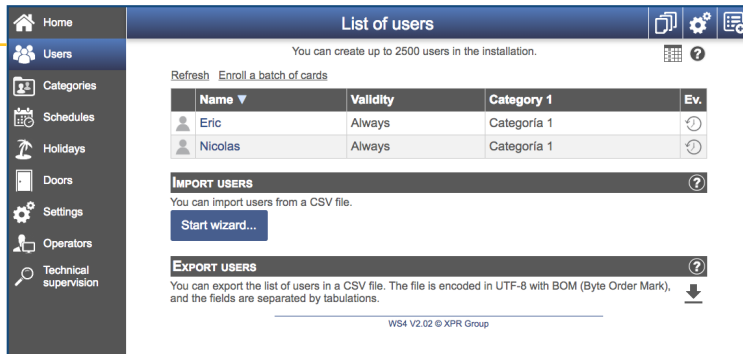 Home
Users
Categories
Schedules
Holidays
Doors
Settings
Operators
Technical
supervision
List of users
You can create up to 2500 users in the installation.
?
Refresh Enroll a batch of cards
Name ▼ Validity Category 1 Ev.
Eric Always Categoría 1
Nicolas Always Categoría 1
IMPORT USERS ?
You can import users from a CSV file.
Start wizard...
EXPORT USERS ?
You can export the list of users in a CSV file. The file is encoded in UTF-8 with BOM (Byte Order Mark),
and the fields are separated by tabulations.
WS4 V2.02 © XPR Group